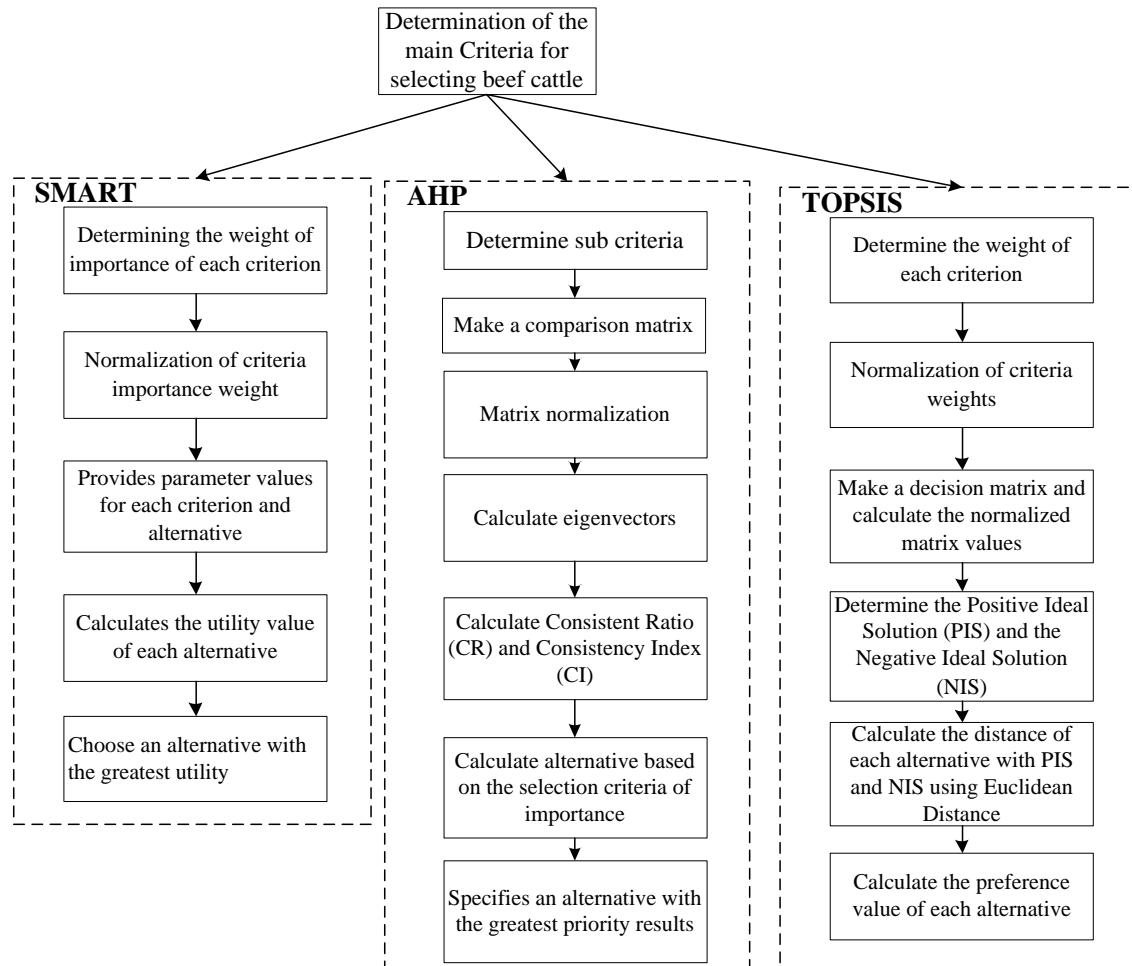 Determination of the
main Criteria for
selecting beef cattle
SMART
Determining the weight of
importance of each criterion
Normalization of criteria
importance weight
Provides parameter values
for each criterion and
alternative
Calculates the utility value
of each alternative
Choose an alternative with
the greatest utility
AHP
Determine sub criteria
Make a comparison matrix
Matrix normalization
Calculate eigenvectors
Calculate Consistent Ratio
(CR) and Consistency Index
(CI)
Calculate alternative based
on the selection criteria of
importance
Specifies an alternative with
the greatest priority results
TOPSIS
Determine the weight of
each criterion
Normalization of criteria
weights
Make a decision matrix and
calculate the normalized
matrix values
Determine the Positive Ideal
Solution (PIS) and the
Negative Ideal Solution
(NIS)
Calculate the distance of
each alternative with PIS
and NIS using Euclidean
Distance
Calculate the preference
value of each alternative